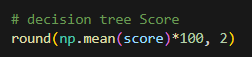 # decision tree Score
round(np.mean(score)*100, 2)